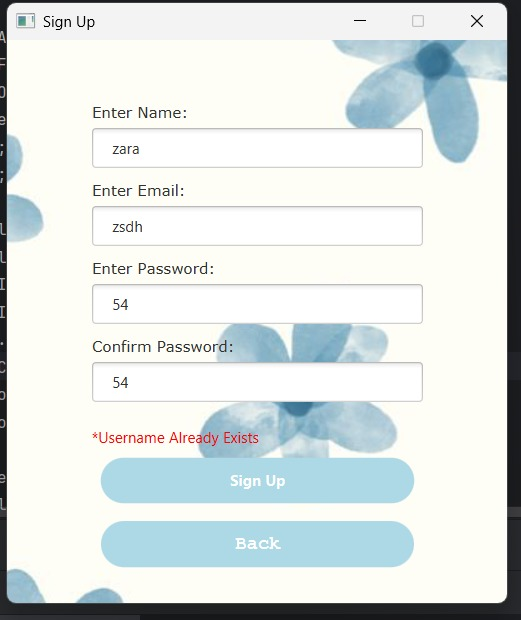 Sign Up
Enter Name:
zara
Enter Email:
zsdh
Enter Password:
54
Confirm Password:
54
*Username Already Exists
Sign Up
Back